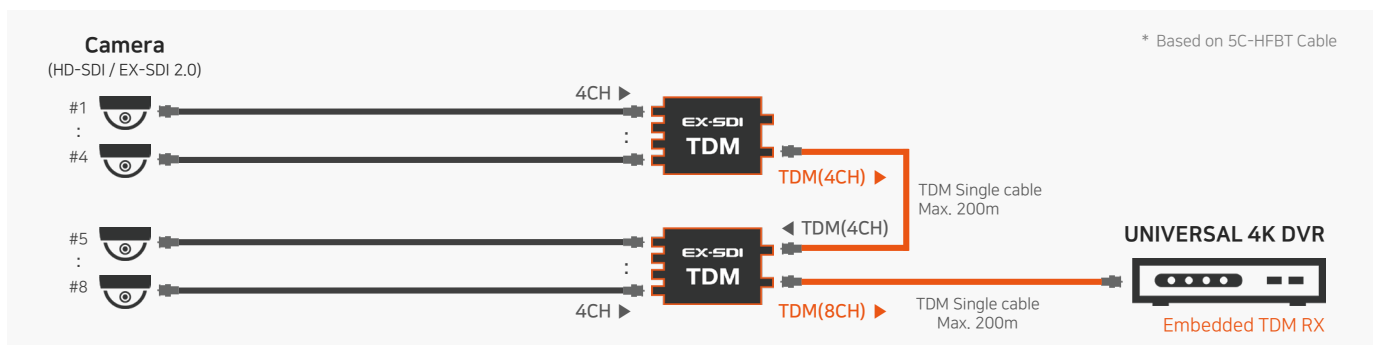 Camera
(HD-SDI / EX-SDI 2.0)
* Based on 5C-HFBT Cable
#1
:
#4
4CH ▶
:
EX-SDI
TDM
TDM(4CH) ▶
TDM Single cable
Max. 200m
#5
:
#8
4CH ▶
:
EX-SDI
TDM
◀ TDM(4CH)
TDM(8CH) ▶
TDM Single cable
Max. 200m
UNIVERSAL 4K DVR
Embedded TDM RX